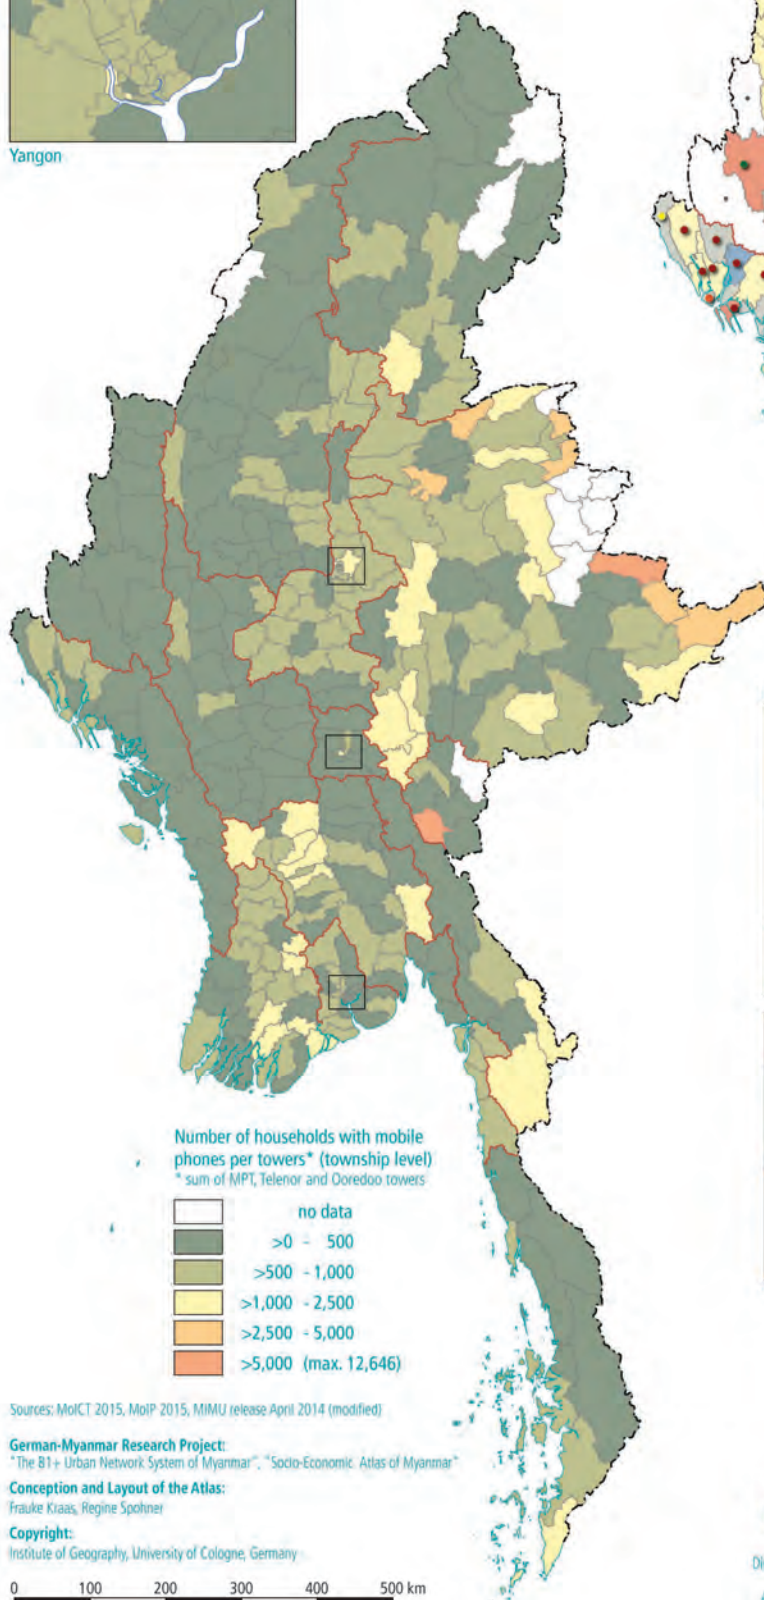 Yangon
Number of households with mobile
phones per towers* (township level)
* sum of MPT, Telenor and Ooredoo towers
no data
>0 - 500
>500 - 1,000
>1,000 - 2,500
>2,500 - 5,000
>5,000 (max. 12,646)
Sources: MoICT 2015, MoIP 2015, MIMU release April 2014 (modified)
German-Myanmar Research Project:
"The B1+ Urban Network System of Myanmar", "Socio-Economic Atlas of Myanmar"
Conception and Layout of the Atlas:
Frauke Kraas, Regine Spohner
Copyright:
Institute of Geography, University of Cologne, Germany
0 100 200 300 400 500 km